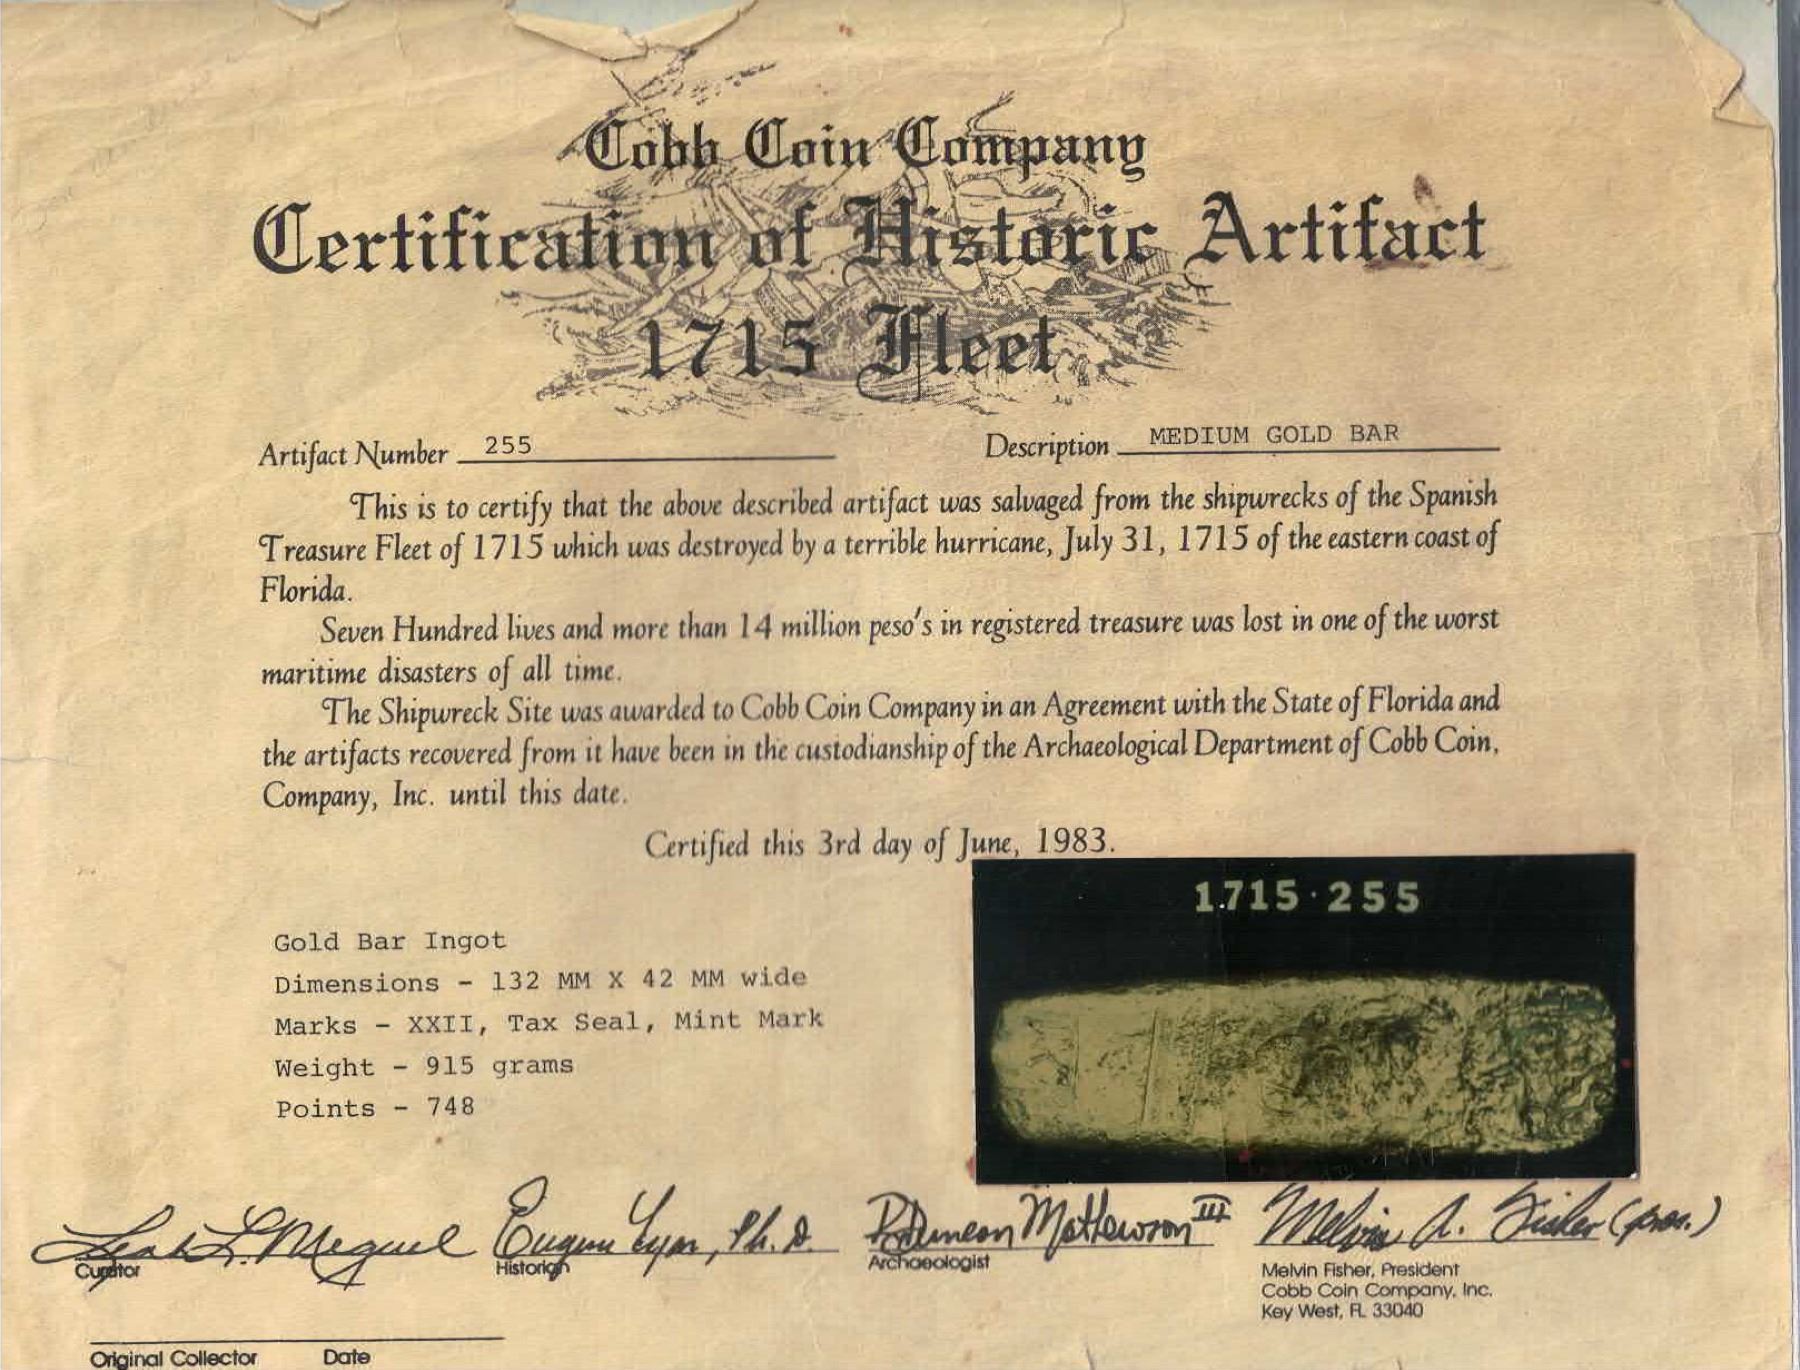 Cobb Coin Company
Certification of Historic Artifact
1715 Fleet
Artifact Number 255
Description MEDIUM GOLD BAR
This is to certify that the above described artifact was salvaged from the shipwrecks of the Spanish
Treasure Fleet of 1715 which was destroyed by a terrible hurricane, July 31, 1715 of the eastern coast of
Florida.
Seven Hundred lives and more than 14 million peso's in registered treasure was lost in one of the worst
maritime disasters of all time.
The Shipwreck Site was awarded to Cobb Coin Company in an Agreement with the State of Florida and
the artifacts recovered from it have been in the custodianship of the Archaeological Department of Cobb Coin,
Company, Inc. until this date.
Certified this 3rd day of June, 1983.
1715·255
Gold Bar Ingot
Dimensions - 132 MM X 42 MM wide
Marks - XXII, Tax Seal, Mint Mark
Weight - 915 grams
Points - 748
Leah L. Meguel
Eugene Lyon, Ph.D.
R Duncan Mathewson III
Melvin A. Fisher (pres.)
Curator
Historian
Archaeologist
Melvin Fisher, President
Cobb Coin Company, Inc.
Key West, FL 33040
Original Collector Date